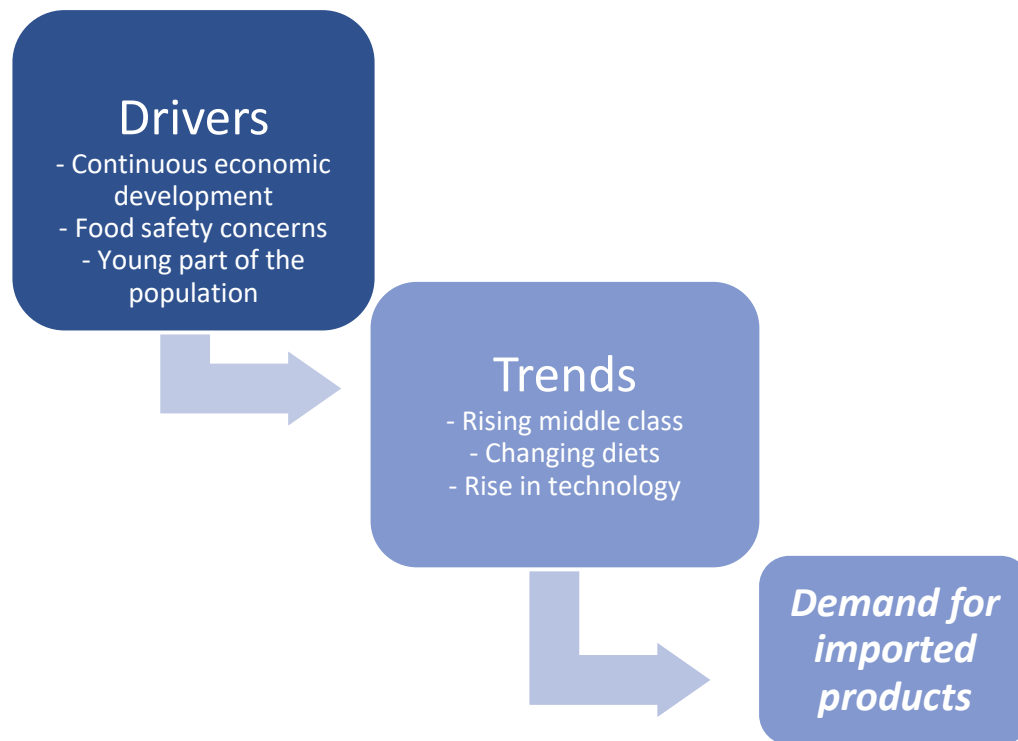 Drivers
- Continuous economic
development
- Food safety concerns
- Young part of the
population
Trends
- Rising middle class
- Changing diets
- Rise in technology
Demand for
imported
products